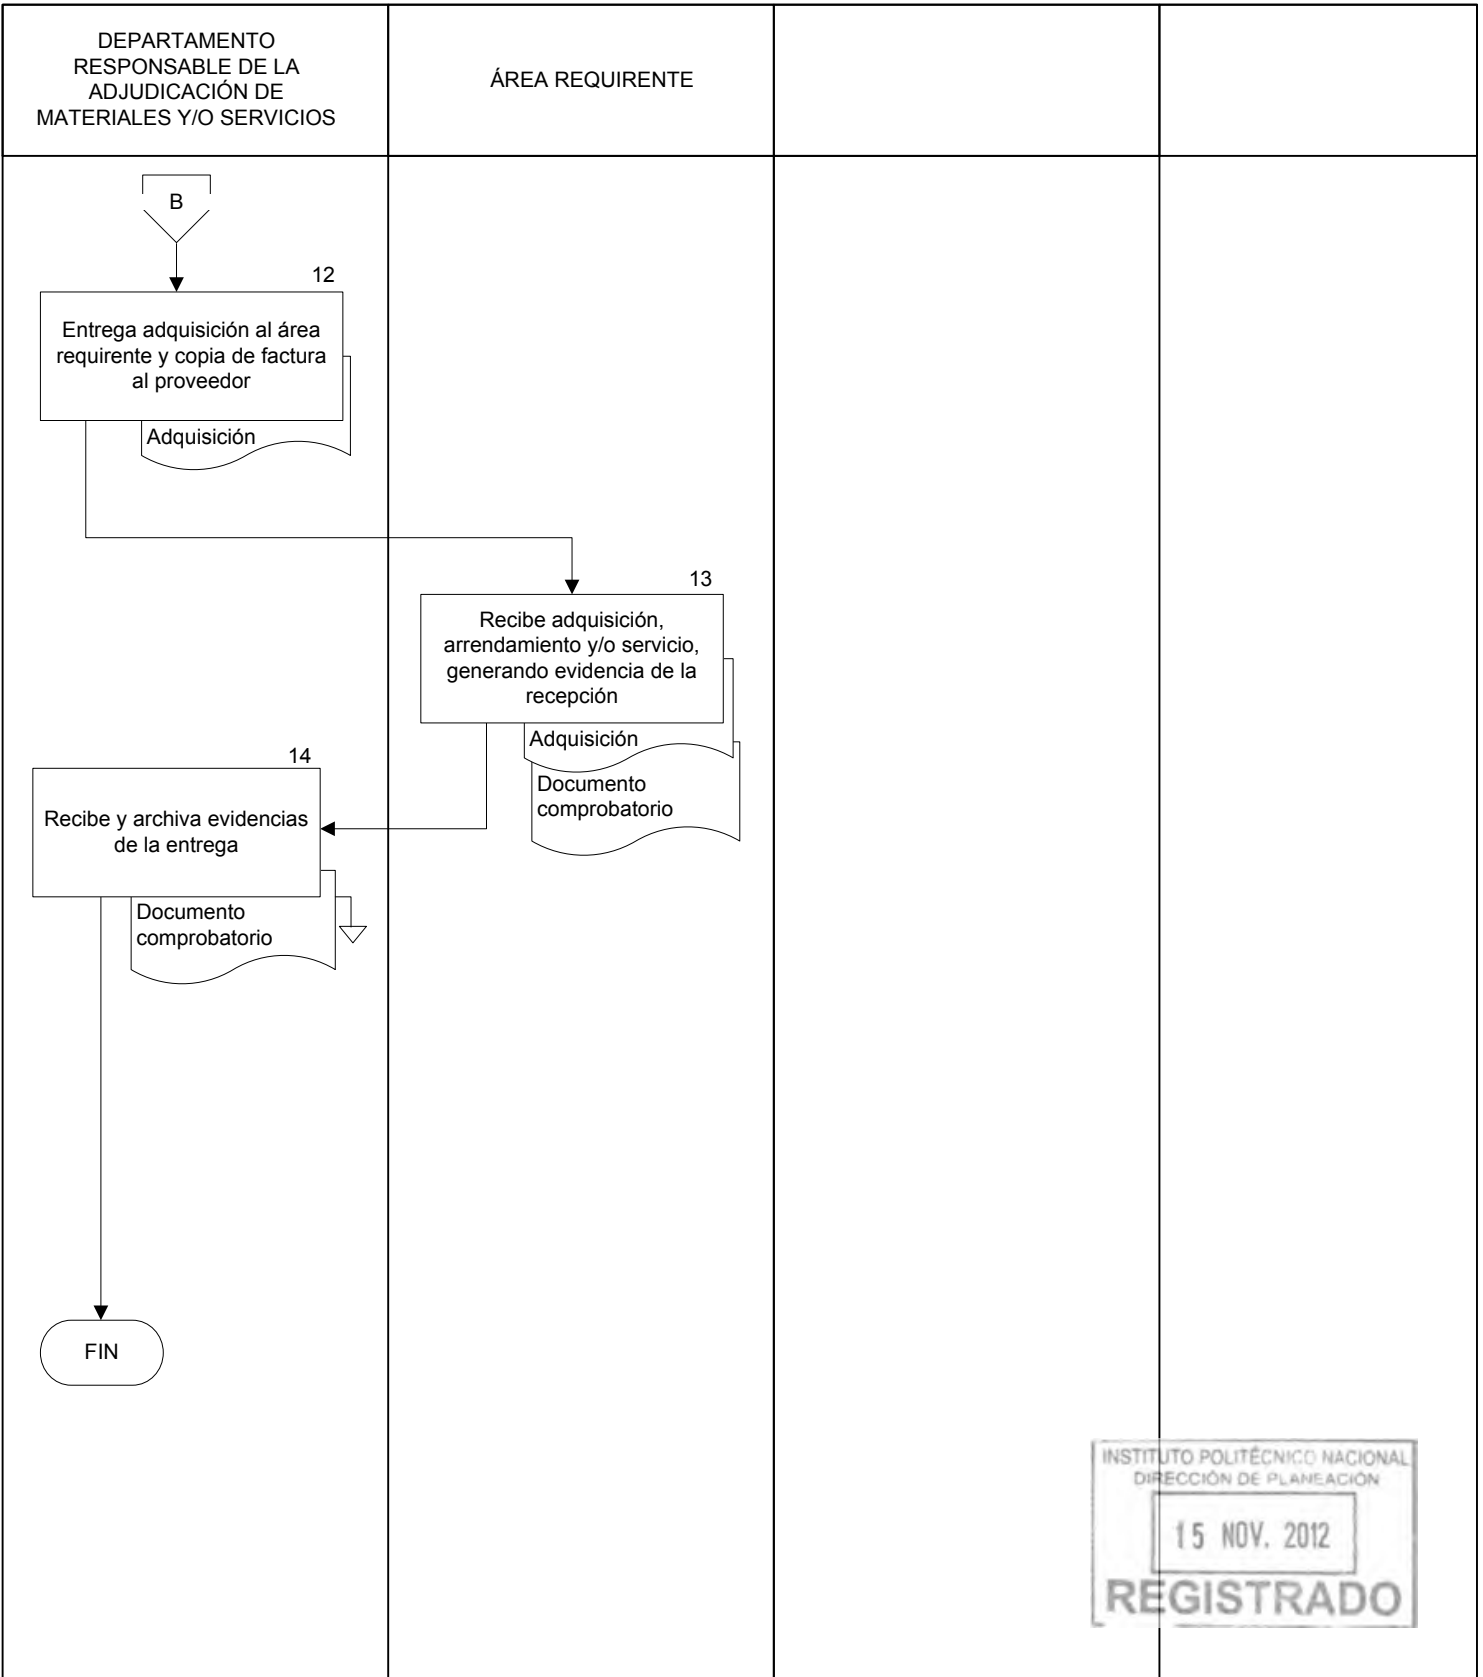 DEPARTAMENTO
RESPONSABLE DE LA
ADJUDICACIÓN DE
MATERIALES Y/O SERVICIOS
ÁREA REQUIRENTE
B
12
Entrega adquisición al área
requirente y copia de factura
al proveedor
Adquisición
13
Recibe adquisición,
arrendamiento y/o servicio,
generando evidencia de la
recepción
Adquisición
Documento
comprobatorio
14
Recibe y archiva evidencias
de la entrega
Documento
comprobatorio
FIN
INSTITUTO POLITÉCNICO NACIONAL
DIRECCIÓN DE PLANEACIÓN
15 NOV. 2012
REGISTRADO